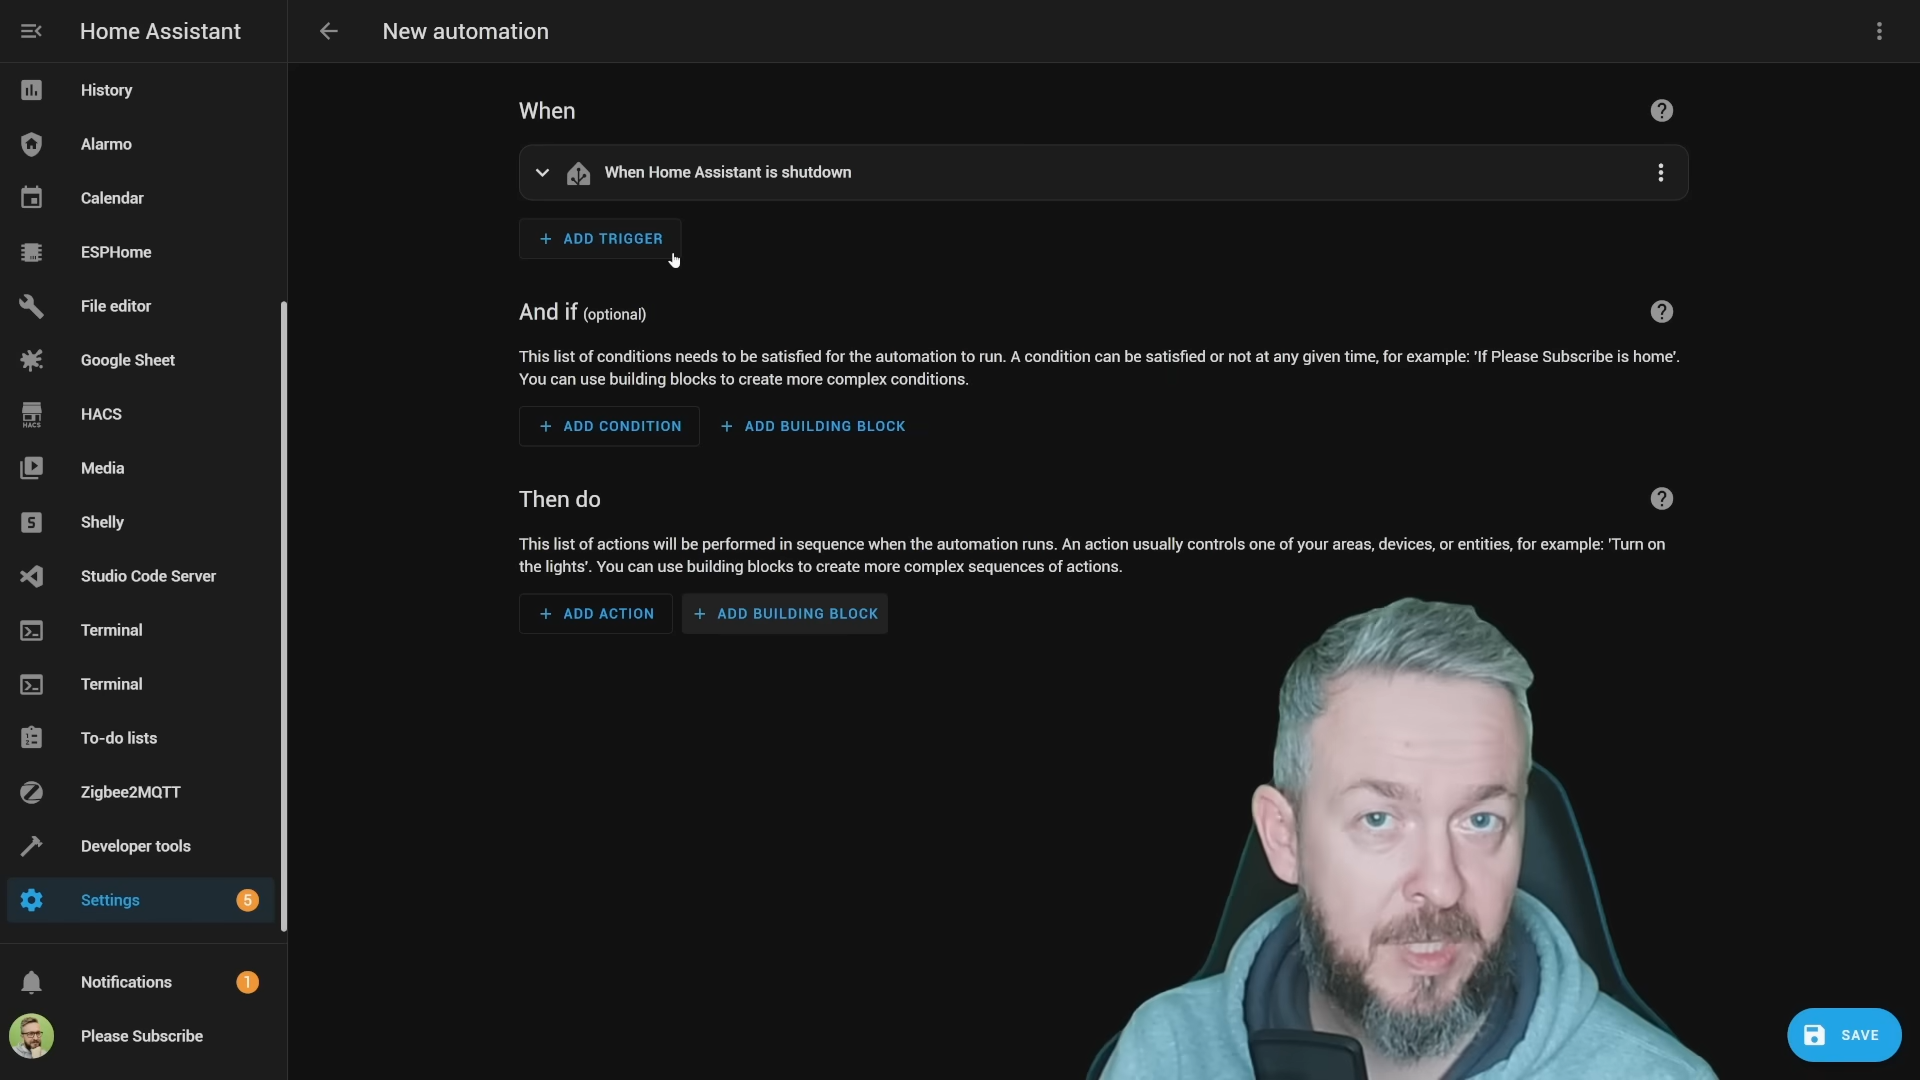 Home Assistant
New automation
History
Alarmo
Calendar
ESPHome
File editor
Google Sheet
HACS
HACS
Media
Shelly
Studio Code Server
Terminal
Terminal
To-do lists
Zigbee2MQTT
Developer tools
Settings
5
Notifications
1
Please Subscribe
When
When Home Assistant is shutdown
+ ADD TRIGGER
And if (optional)
This list of conditions needs to be satisfied for the automation to run. A condition can be satisfied or not at any given time, for example: 'If Please Subscribe is home'.
You can use building blocks to create more complex conditions.
+ ADD CONDITION + ADD BUILDING BLOCK
Then do
This list of actions will be performed in sequence when the automation runs. An action usually controls one of your areas, devices, or entities, for example: 'Turn on
the lights'. You can use building blocks to create more complex sequences of actions.
+ ADD ACTION + ADD BUILDING BLOCK
SAVE